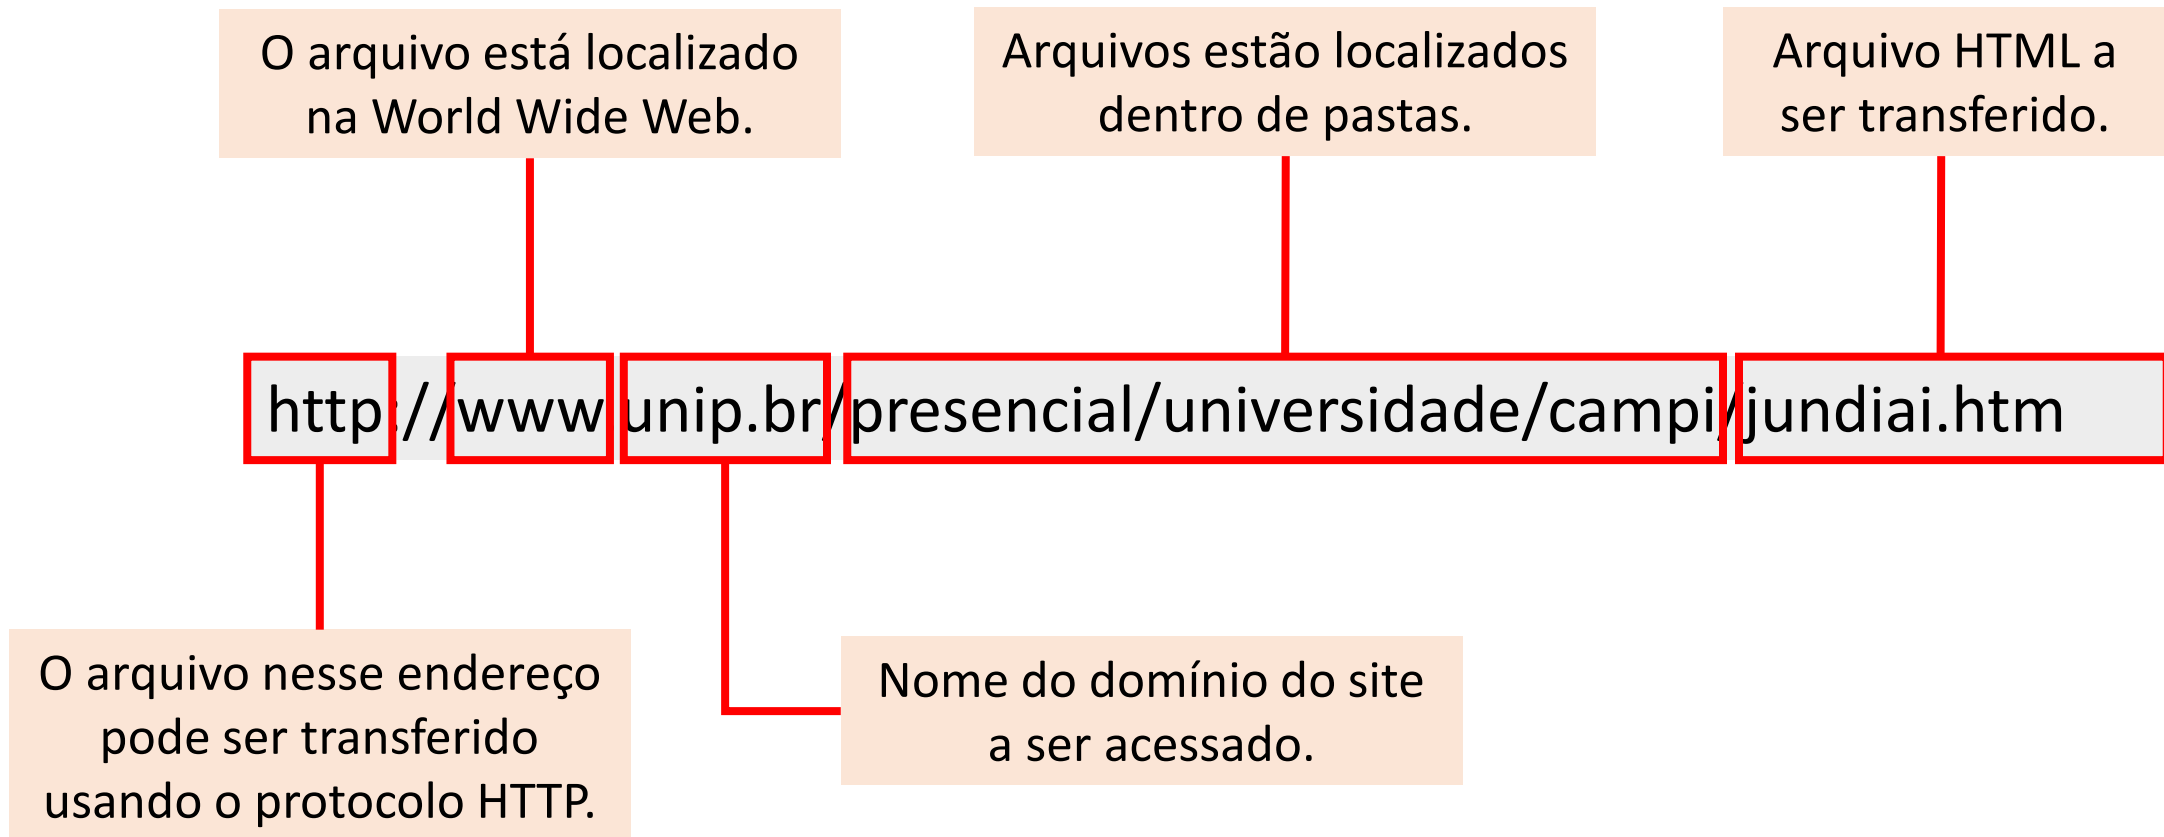 O arquivo está localizado
na World Wide Web.
Arquivos estão localizados
dentro de pastas.
Arquivo HTML a
ser transferido.
http://www.unip.br/presencial/universidade/campi/jundiai.htm
O arquivo nesse endereço
pode ser transferido
usando o protocolo HTTP.
Nome do domínio do site
a ser acessado.